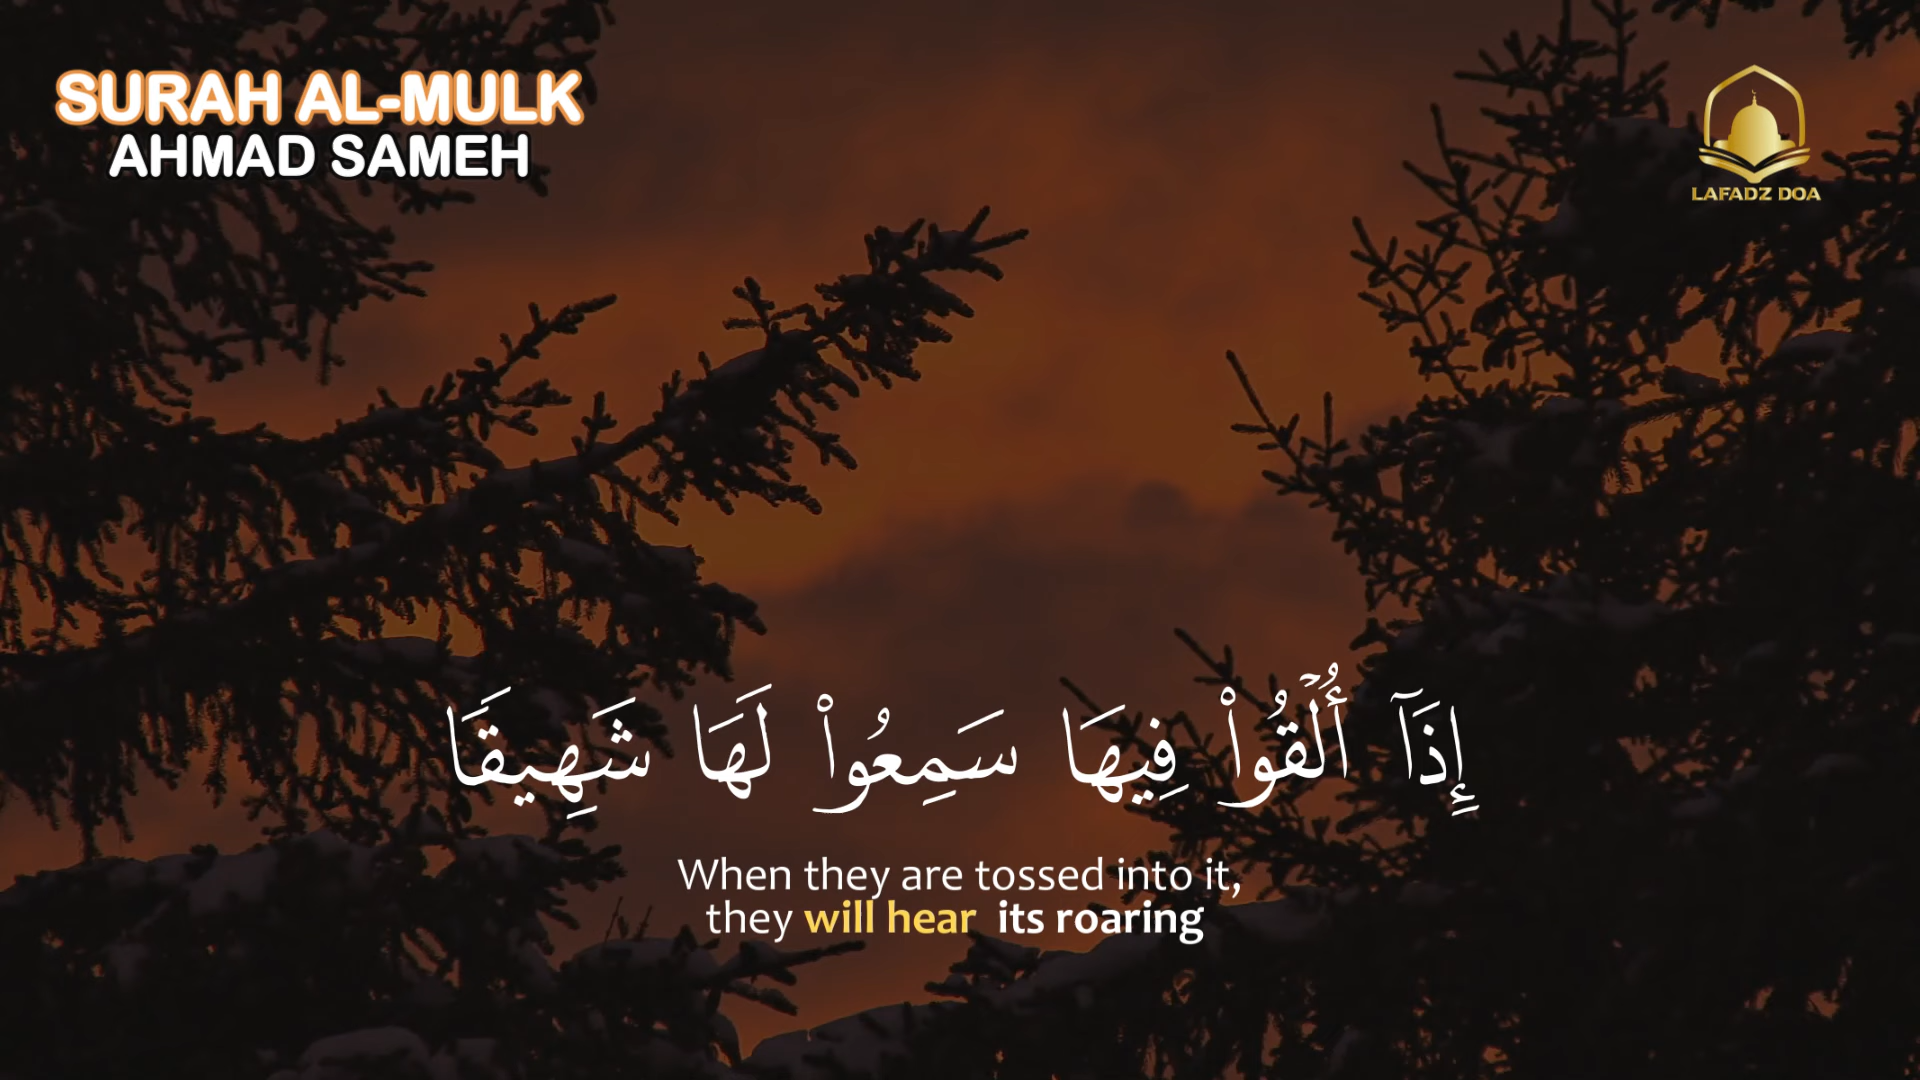 SURAH AL-MULK
AHMAD SAMEH
LAFADZ DOA
إِذَآ أُلۡقُواْ فِيهَا سَمِعُواْ لَهَا شَهِيقًا
When they are tossed into it,
they will hear its roaring